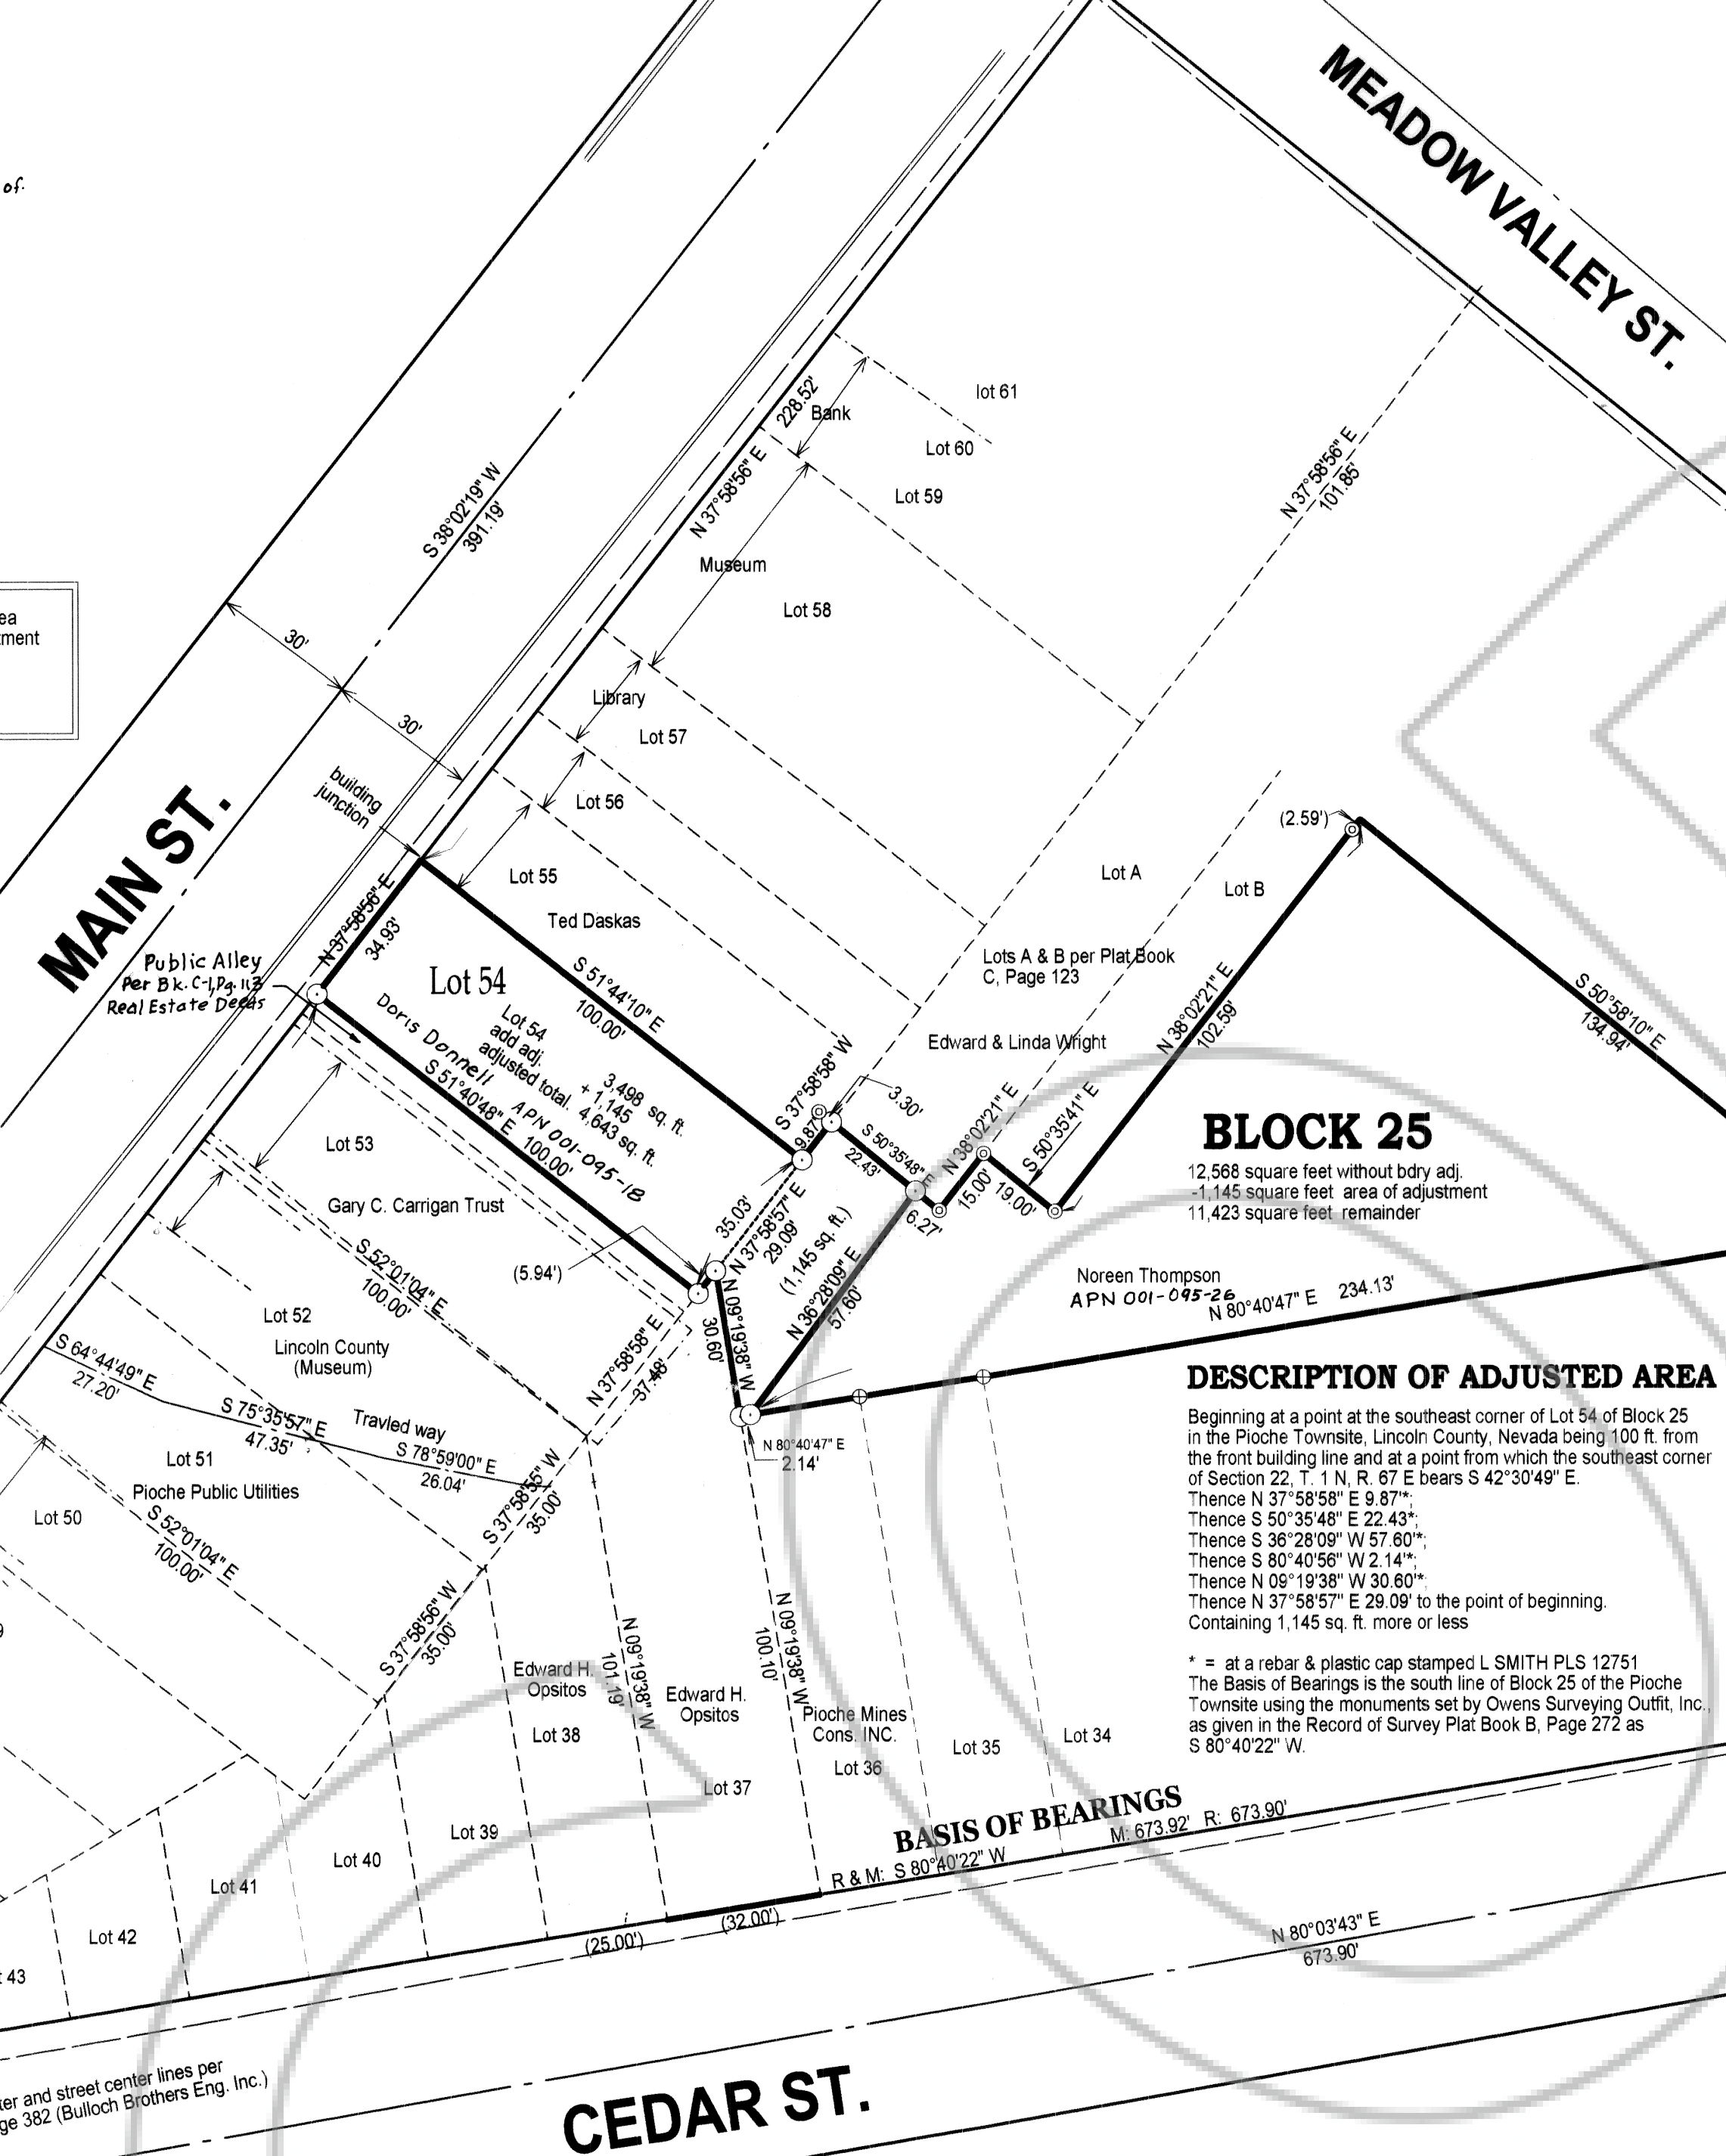 of.
MEADOW VALLEY ST.
228.52'
Bank
lot 61
Lot 60
N 37°58'56" E
Lot 59
N 37°58'56" E
101.85'
S 38°02'19" W
391.19'
Museum
Lot 58
ea
tment
30'
30'
Library
Lot 57
building
junction
Lot 56
(2.59')
MAIN ST.
Lot 55
Ted Daskas
Lot A
Lot B
N 37°58'56" E
34.93'
Public Alley
Per Bk. C-1, Pg. 113
Real Estate Deeds
Lot 54
S 51°44'10" E
100.00'
Lots A & B per Plat Book
C, Page 123
N 38°02'21" E
102.59'
S 50°58'10" E
134.94'
Lot 54 3,498 sq. ft.
add adj. + 1,145
adjusted total. 4,643 sq. ft.
Doris Donnell APN 001-095-18
S 51°40'48" E 100.00'
Edward & Linda Wright
S 37°58'58" W
9.87'
3.30'
S 50°35'48" E
22.43'
N 38°02'21" E
15.00'
S 50°35'41" E
19.00'
6.27'
BLOCK 25
12,568 square feet without bdry adj.
-1,145 square feet area of adjustment
11,423 square feet remainder
Lot 53
Gary C. Carrigan Trust
35.03'
N 37°58'57" E
29.09'
(1,145 sq. ft.)
N 36°28'09" E
57.60'
(5.94')
Noreen Thompson
APN 001-095-26
N 80°40'47" E 234.13'
S 52°01'04" E
100.00'
Lot 52
Lincoln County
(Museum)
N 09°19'38" W
30.60'
N 37°58'58" E
37.48'
S 64°44'49" E
27.20'
S 75°35'57" E
47.35'
Travled way
S 78°59'00" E
26.04'
N 80°40'47" E
2.14'
Lot 51
Pioche Public Utilities
Lot 50
S 52°01'04" E
100.00'
S 37°58'55" W
35.00'
DESCRIPTION OF ADJUSTED AREA
Beginning at a point at the southeast corner of Lot 54 of Block 25
in the Pioche Townsite, Lincoln County, Nevada being 100 ft. from
the front building line and at a point from which the southeast corner
of Section 22, T. 1 N, R. 67 E bears S 42°30'49" E.
Thence N 37°58'58" E 9.87'*;
Thence S 50°35'48" E 22.43*;
Thence S 36°28'09" W 57.60'*;
Thence S 80°40'56" W 2.14'*;
Thence N 09°19'38" W 30.60'*
Thence N 37°58'57" E 29.09' to the point of beginning.
Containing 1,145 sq. ft. more or less
* = at a rebar & plastic cap stamped L SMITH PLS 12751
The Basis of Bearings is the south line of Block 25 of the Pioche
Townsite using the monuments set by Owens Surveying Outfit, Inc.,
as given in the Record of Survey Plat Book B, Page 272 as
S 80°40'22" W.
S 37°58'56" W
35.00'
N 09°19'38" W
101.19'
N 09°19'38" W
100.10'
Edward H.
Opsitos
Lot 38
Edward H.
Opsitos
Lot 37
Pioche Mines
Cons. INC.
Lot 36
Lot 35
Lot 34
Lot 39
Lot 40
Lot 41
Lot 42
43
BASIS OF BEARINGS
R & M: S 80°40'22" W M: 673.92' R: 673.90'
(32.00')
(25.00')
N 80°03'43" E
673.90'
ter and street center lines per
ge 382 (Bulloch Brothers Eng. Inc.)
CEDAR ST.